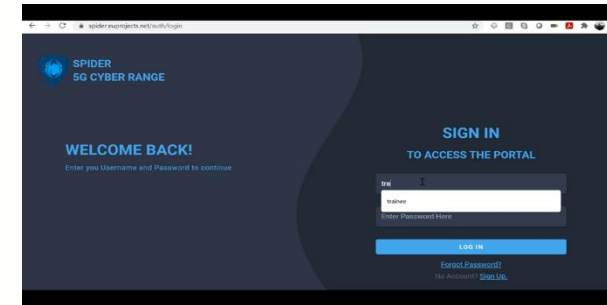 spider.euprojects.net/auth/login
SPIDER
5G CYBER RANGE
WELCOME BACK!
Enter you Username and Password to continue
SIGN IN
TO ACCESS THE PORTAL
tra
trainee
Enter Password Here
LOG IN
Forgot Password?
No Account? Sign Up.